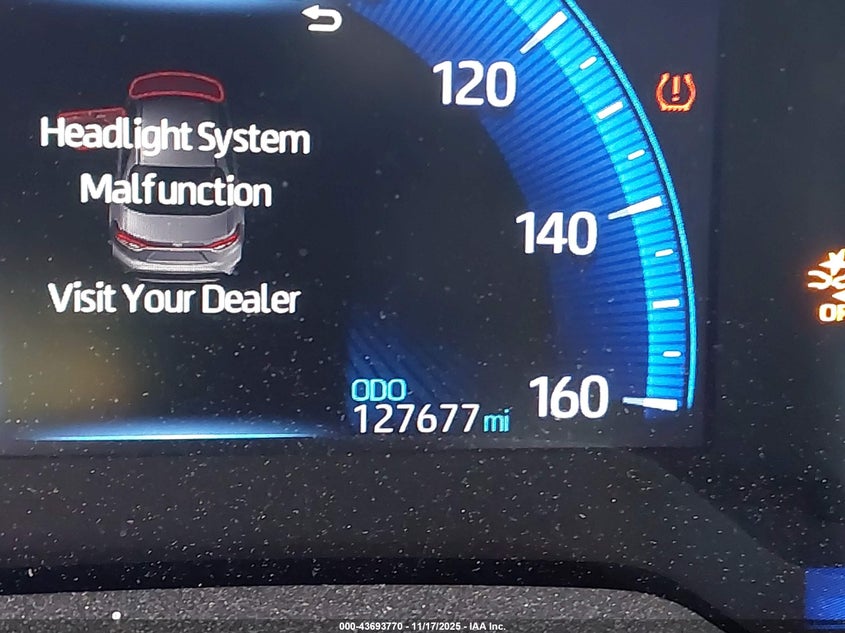 120
Headlight System
Malfunction
140
Visit Your Dealer
160
ODO
127677 mi
000-43693770 - 11/17/2025 - IAA Inc.